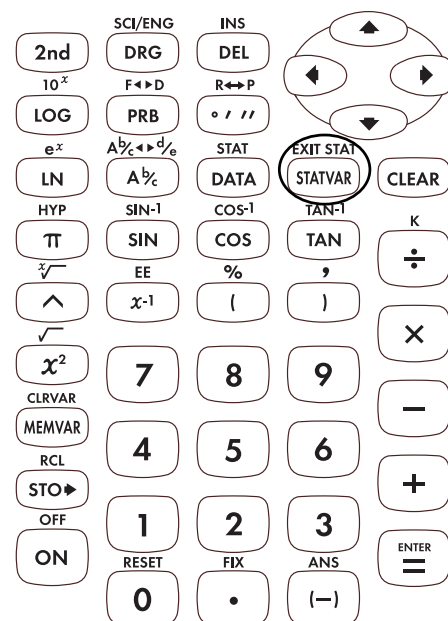 SCI/ENG INS
2nd DRG DEL
10ˣ F◂▸D R↔P
LOG PRB ° ′ ″
eˣ Aᵇ⁄c◂▸ᵈ⁄e STAT EXIT STAT
LN Aᵇ⁄c DATA STATVAR CLEAR
HYP SIN-1 COS-1 TAN-1 K
π SIN COS TAN ÷
ˣ√ EE % ,
^ x-1 ( ) ×
√
x² 7 8 9 −
CLRVAR
MEMVAR 4 5 6
RCL
STO▸ +
OFF
ON 1 2 3 ENTER
=
RESET FIX ANS
0 . (−)